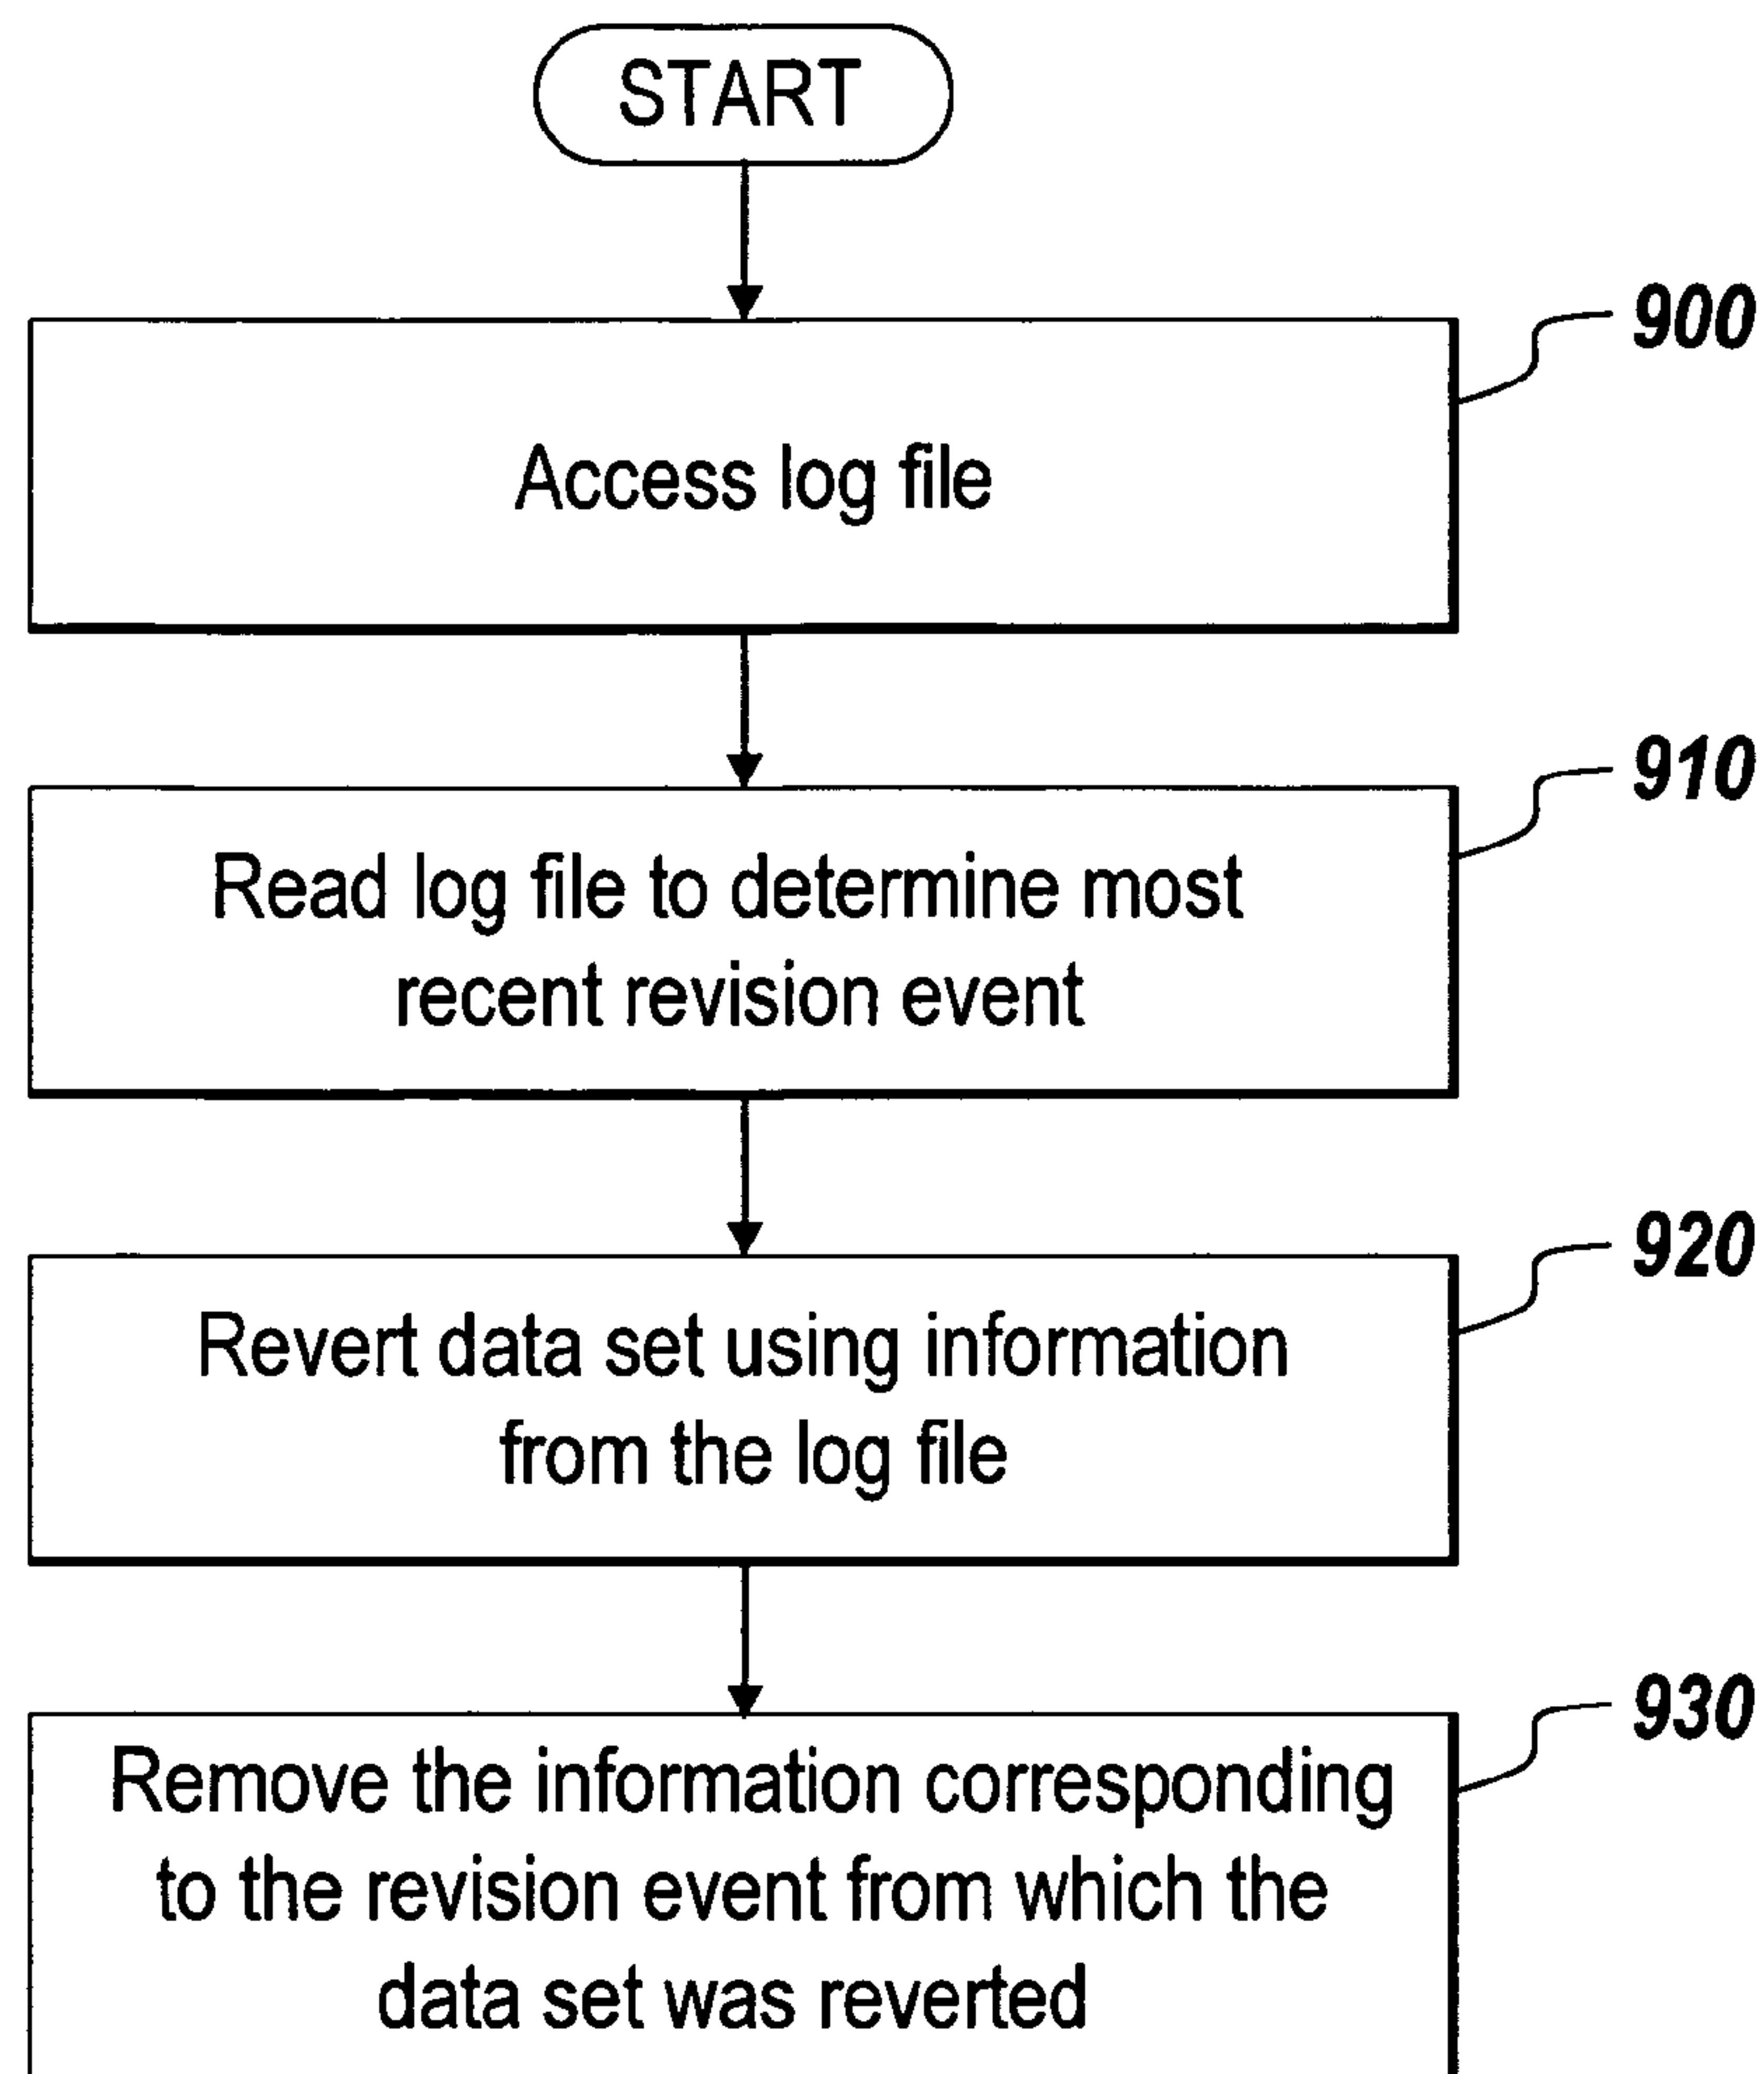 START
900
Access log file
910
Read log file to determine most
recent revision event
920
Revert data set using information
from the log file
930
Remove the information corresponding
to the revision event from which the
data set was reverted